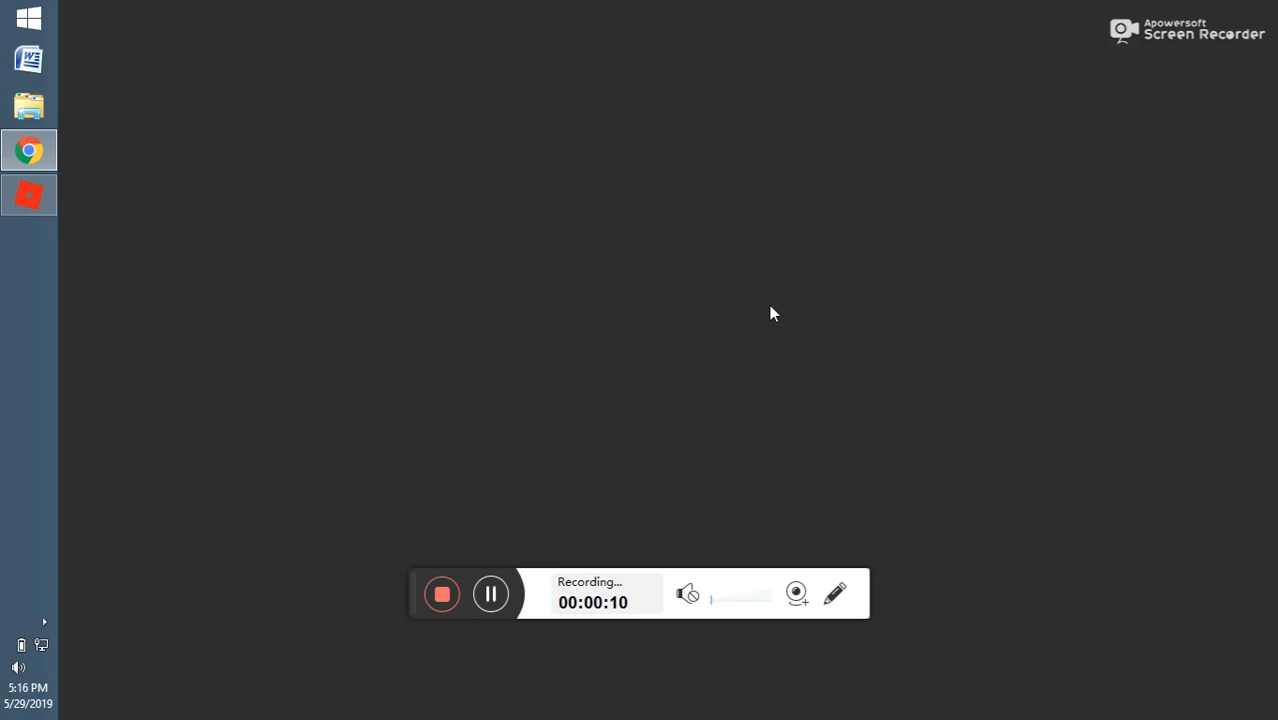 Apowersoft
Screen Recorder
Recording...
00:00:10
5:16 PM
5/29/2019